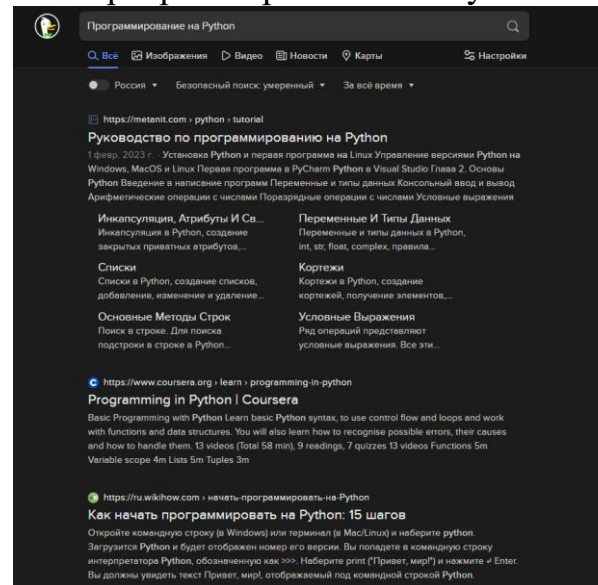 Программирование на Python
Всё Изображения Видео Новости Карты Настройки
Россия Безопасный поиск: умеренный За всё время
https://metanit.com › python › tutorial
Руководство по программированию на Python
1 февр. 2023 г. · Установка Python и первая программа на Linux Управление версиями Python на
Windows, MacOS и Linux Первая программа в PyCharm Python в Visual Studio Глава 2. Основы
Python Введение в написание программ Переменные и типы данных Консольный ввод и вывод
Арифметические операции с числами Поразрядные операции с числами Условные выражения
Инкапсуляция, Атрибуты И Св...
Инкапсуляция в Python, создание
закрытых приватных атрибутов,...
Переменные И Типы Данных
Переменные и типы данных в Python,
int, str, float, complex, правила...
Списки
Списки в Python, создание списков,
добавление, изменение и удаление...
Кортежи
Кортежи в Python, создание
кортежей, получение элементов,...
Основные Методы Строк
Поиск в строке. Для поиска
подстроки в строке в Python...
Условные Выражения
Ряд операций представляют
условные выражения. Все эти...
https://www.coursera.org › learn › programming-in-python
Programming in Python | Coursera
Basic Programming with Python Learn basic Python syntax, to use control flow and loops and work
with functions and data structures. You will also learn how to recognise possible errors, their causes
and how to handle them. 13 videos (Total 58 min), 9 readings, 7 quizzes 13 videos Functions 5m
Variable scope 4m Lists 5m Tuples 3m
https://ru.wikihow.com › начать-программировать-на-Python
Как начать программировать на Python: 15 шагов
Откройте командную строку (в Windows) или терминал (в Mac/Linux) и наберите python.
Загрузится Python и будет отображен номер его версии. Вы попадете в командную строку
интерпретатора Python, обозначенную как >>>. Наберите print ("Привет, мир!") и нажмите ↵ Enter.
Вы должны увидеть текст Привет, мир!, отображаемый под командной строкой Python.